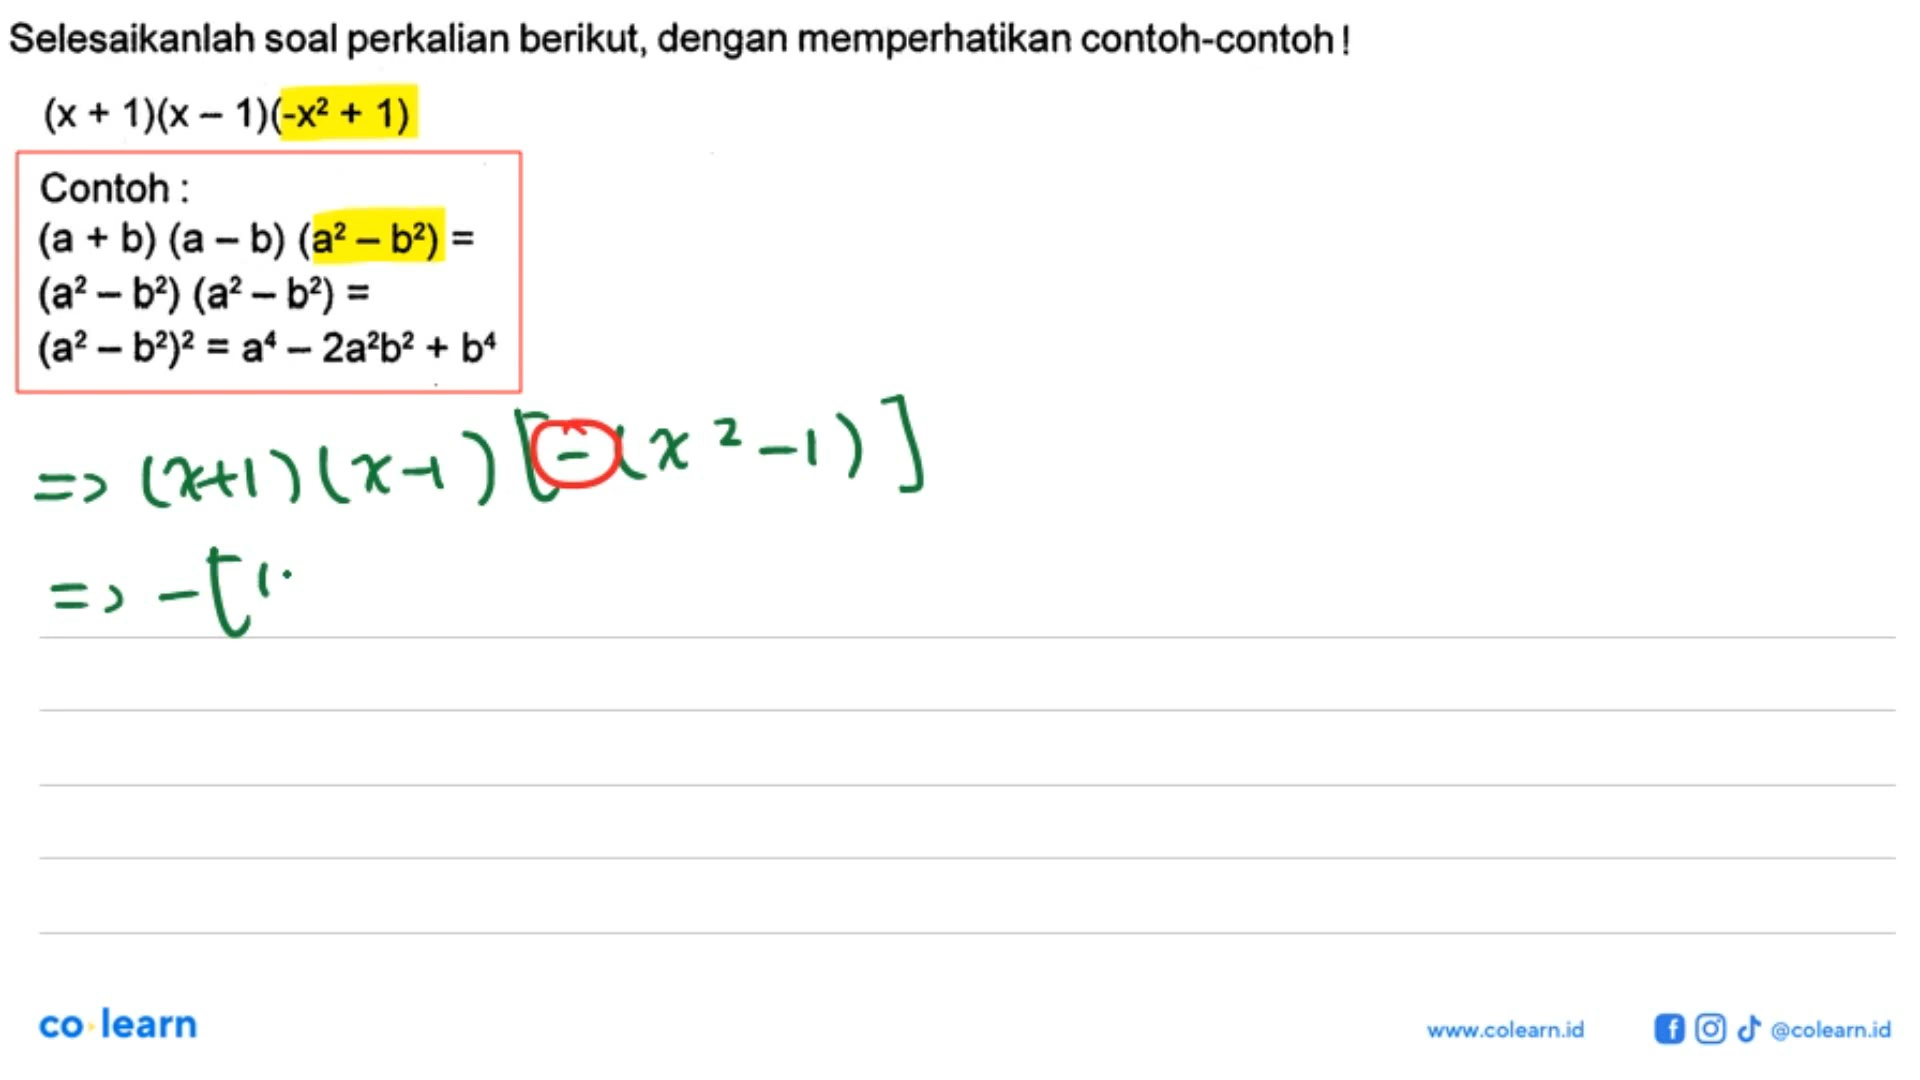 Selesaikanlah soal perkalian berikut, dengan memperhatikan contoh-contoh!
(x + 1)(x – 1)(-x² + 1)
Contoh :
(a + b) (a – b) (a² – b²) =
(a² – b²) (a² – b²) =
(a² – b²)² = a⁴ – 2a²b² + b⁴
=> (x+1)(x-1)[-(x²-1)]
=> -[(
co learn
www.colearn.id
@colearn.id